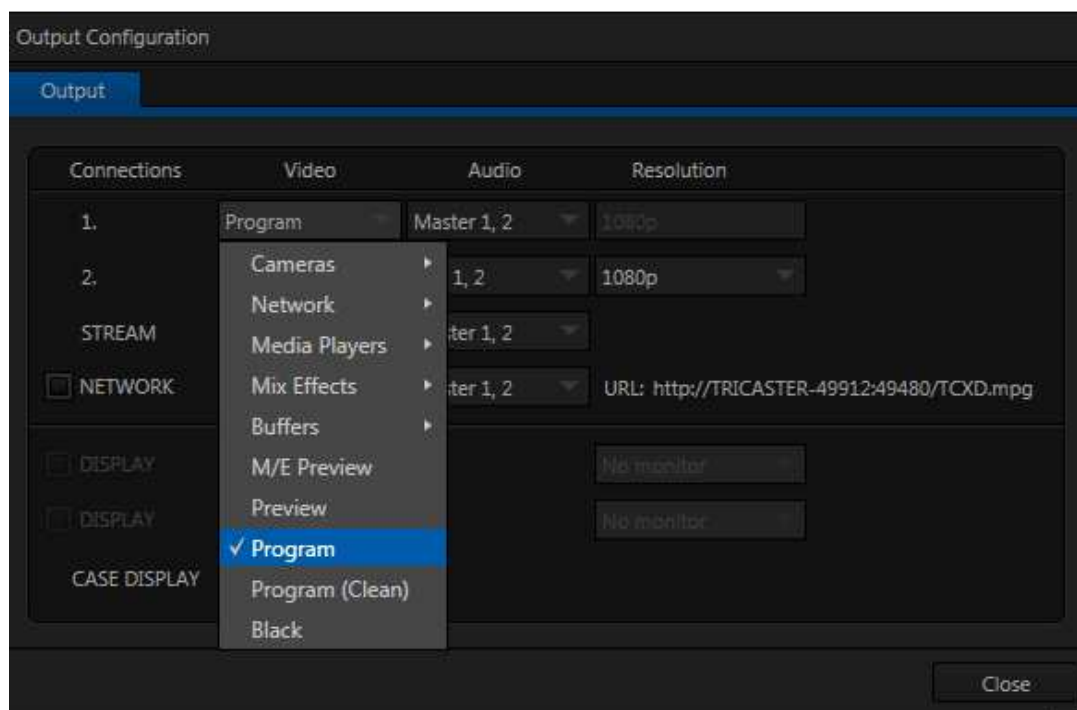 Output Configuration
Output
Connections Video Audio Resolution
1. Program Master 1, 2 1080p
Cameras
2. 1, 2 1080p
Network
STREAM ster 1, 2
Media Players
NETWORK Mix Effects ster 1, 2 URL: http://TRICASTER-49912:49480/TCXD.mpg
Buffers
DISPLAY M/E Preview No monitor
Preview
DISPLAY No monitor
✓ Program
CASE DISPLAY Program (Clean)
Black
Close